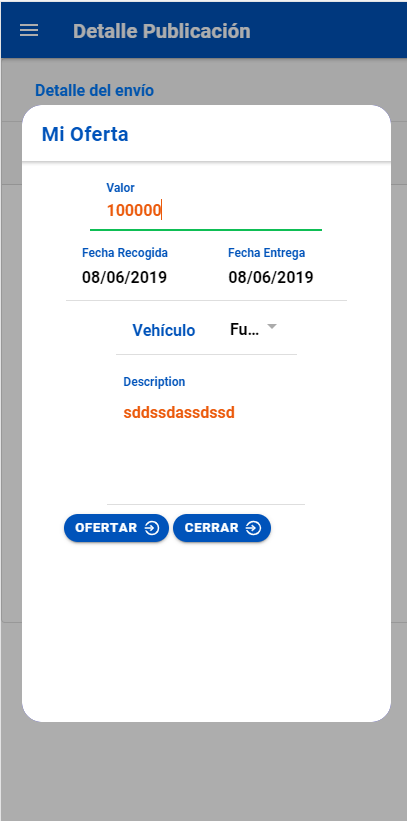 Detalle Publicación
Detalle del envío
Mi Oferta
Valor
100000
Fecha Recogida Fecha Entrega
08/06/2019 08/06/2019
Vehículo Fu...
Description
sddssdassdssd
OFERTAR CERRAR